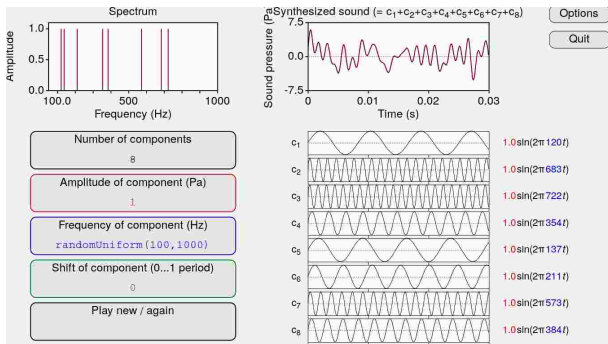 Spectrum
Amplitude
1.0
0.5
0.0
100.0 500 1000
Frequency (Hz)
Synthesized sound (= c1+c2+c3+c4+c5+c6+c7+c8)
Sound pressure (Pa
7.5
0.0
-7.5
0 0.01 0.02 0.03
Time (s)
Options
Quit
Number of components
8
Amplitude of component (Pa)
1
Frequency of component (Hz)
randomUniform(100,1000)
Shift of component (0...1 period)
0
Play new / again
c1 1.0sin(2π120t)
c2 1.0sin(2π683t)
c3 1.0sin(2π722t)
c4 1.0sin(2π354t)
c5 1.0sin(2π137t)
c6 1.0sin(2π211t)
c7 1.0sin(2π573t)
c8 1.0sin(2π384t)